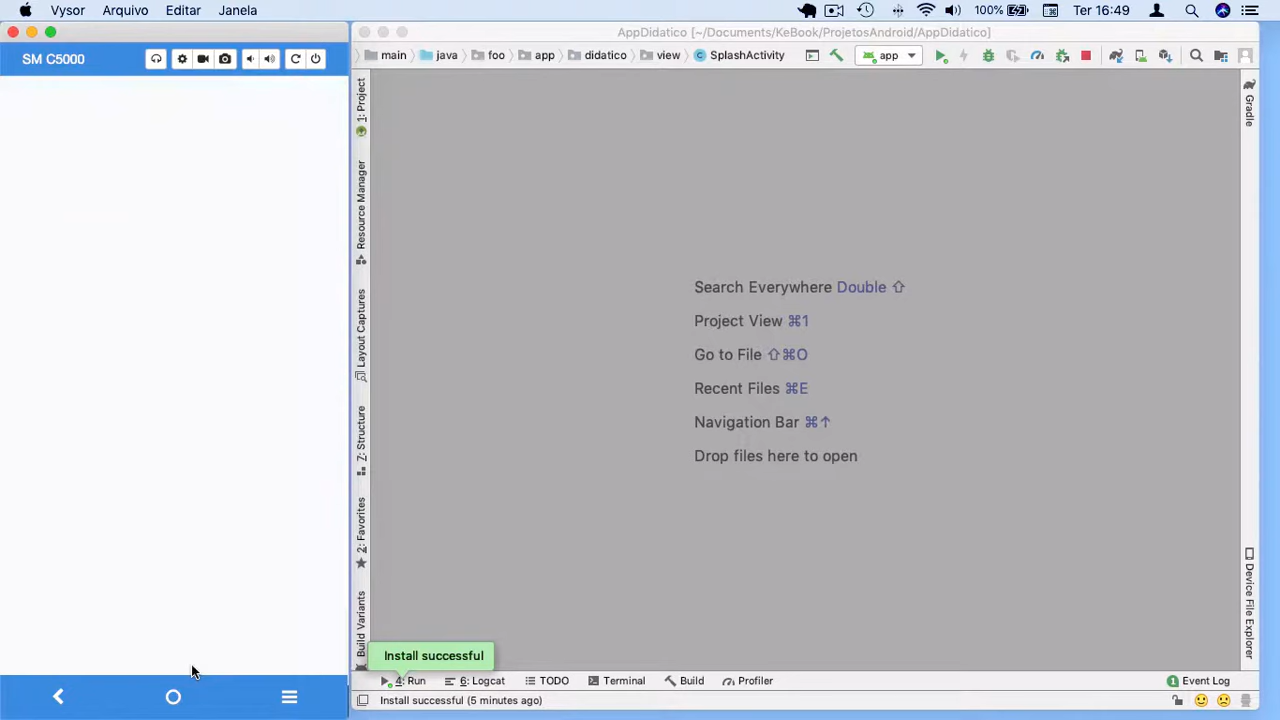 Vysor Arquivo Editar Janela 100% Ter 16:49
SM C5000
AppDidatico [~/Documents/KeBook/ProjetosAndroid/AppDidatico]
main java foo app didatico view SplashActivity app
1: Project
Resource Manager
Layout Captures
7: Structure
2: Favorites
Build Variants
Gradle
Device File Explorer
Search Everywhere Double ⇧
Project View ⌘1
Go to File ⇧⌘O
Recent Files ⌘E
Navigation Bar ⌘↑
Drop files here to open
Install successful
4: Run 6: Logcat TODO Terminal Build Profiler 1 Event Log
Install successful (5 minutes ago)